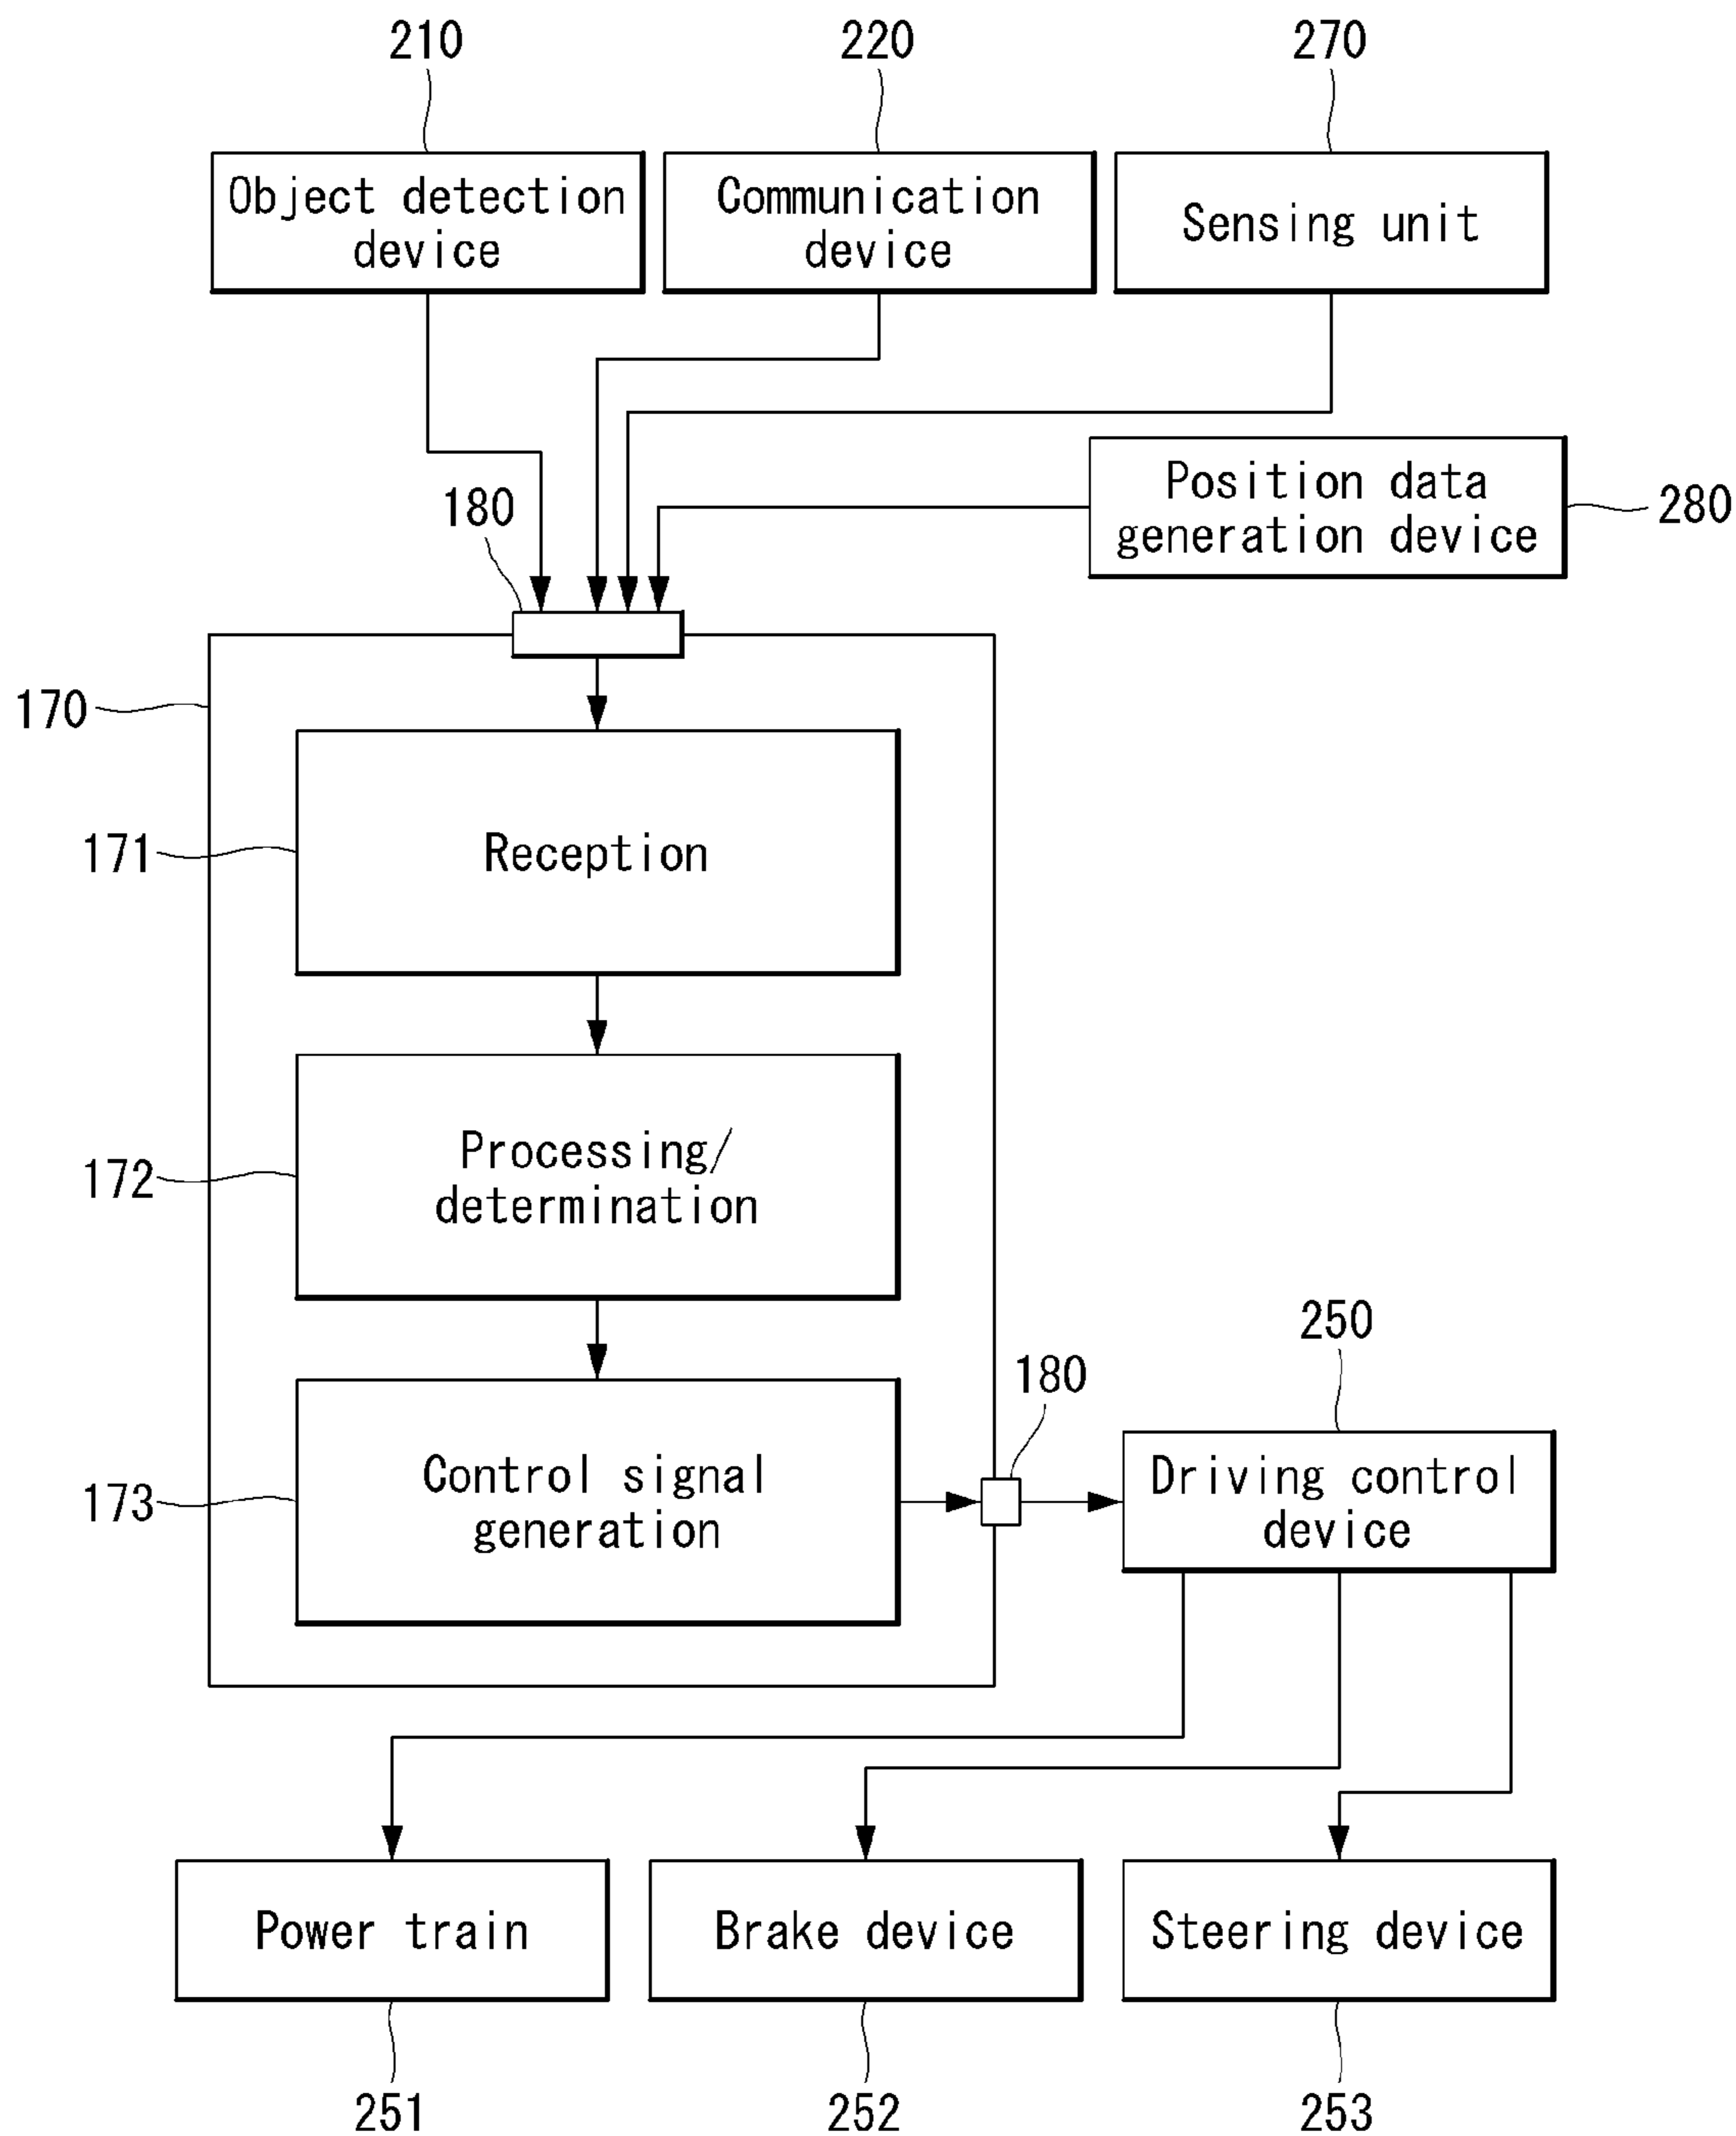 210
220
270
Object detection
device
Communication
device
Sensing unit
Position data
generation device
280
180
170
Reception
171
Processing/
determination
172
250
180
Control signal
generation
173
Driving control
device
Power train
Brake device
Steering device
251
252
253